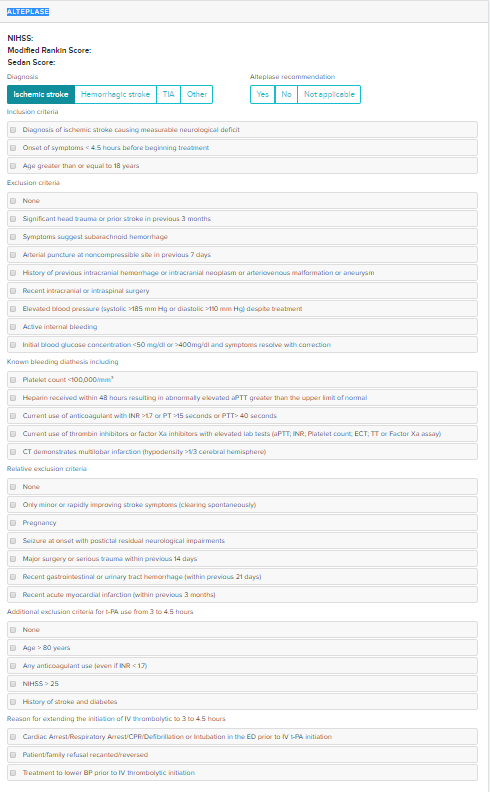 ALTEPLASE
NIHSS:
Modified Rankin Score:
Sedan Score:
Diagnosis
Alteplase recommendation
Ischemic stroke Hemorrhagic stroke TIA Other
Yes No Not applicable
Inclusion criteria
Diagnosis of ischemic stroke causing measurable neurological deficit
Onset of symptoms < 4.5 hours before beginning treatment
Age greater than or equal to 18 years
Exclusion criteria
None
Significant head trauma or prior stroke in previous 3 months
Symptoms suggest subarachnoid hemorrhage
Arterial puncture at noncompressible site in previous 7 days
History of previous intracranial hemorrhage or intracranial neoplasm or arteriovenous malformation or aneurysm
Recent intracranial or intraspinal surgery
Elevated blood pressure (systolic >185 mm Hg or diastolic >110 mm Hg) despite treatment
Active internal bleeding
Initial blood glucose concentration <50 mg/dl or >400mg/dl and symptoms resolve with correction
Known bleeding diathesis including
Platelet count <100,000/mm³
Heparin received within 48 hours resulting in abnormally elevated aPTT greater than the upper limit of normal
Current use of anticoagulant with INR >1.7 or PT >15 seconds or PTT> 40 seconds
Current use of thrombin inhibitors or factor Xa inhibitors with elevated lab tests (aPTT; INR; Platelet count; ECT; TT or Factor Xa assay)
CT demonstrates multilobar infarction (hypodensity >1/3 cerebral hemisphere)
Relative exclusion criteria
None
Only minor or rapidly improving stroke symptoms (clearing spontaneously)
Pregnancy
Seizure at onset with postictal residual neurological impairments
Major surgery or serious trauma within previous 14 days
Recent gastrointestinal or urinary tract hemorrhage (within previous 21 days)
Recent acute myocardial infarction (within previous 3 months)
Additional exclusion criteria for t-PA use from 3 to 4.5 hours
None
Age > 80 years
Any anticoagulant use (even if INR < 1.7)
NIHSS > 25
History of stroke and diabetes
Reason for extending the initiation of IV thrombolytic to 3 to 4.5 hours
Cardiac Arrest/Respiratory Arrest/CPR/Defibrillation or Intubation in the ED prior to IV t-PA initiation
Patient/family refusal recanted/reversed
Treatment to lower BP prior to IV thrombolytic initiation